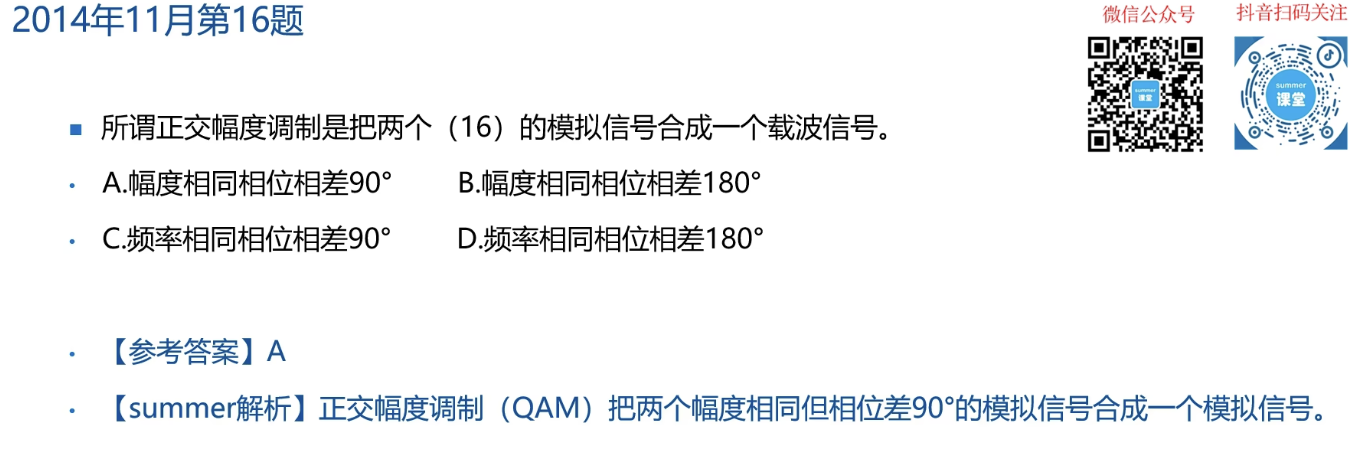 2014年11月第16题
微信公众号
抖音扫码关注
summer
课堂
summer
课堂
■ 所谓正交幅度调制是把两个（16）的模拟信号合成一个载波信号。
• A.幅度相同相位相差90° B.幅度相同相位相差180°
• C.频率相同相位相差90° D.频率相同相位相差180°
• 【参考答案】A
• 【summer解析】正交幅度调制（QAM）把两个幅度相同但相位差90°的模拟信号合成一个模拟信号。